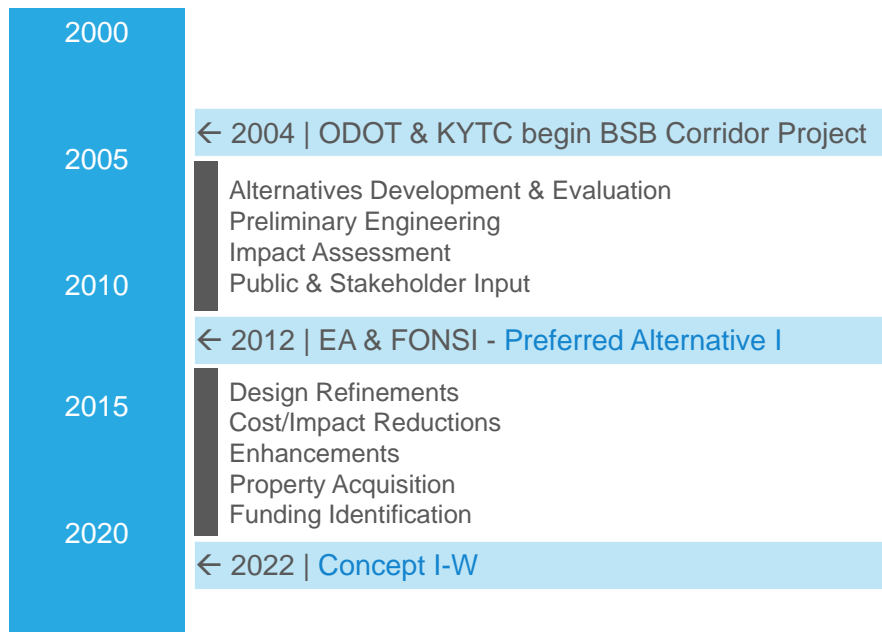 2000
← 2004 | ODOT & KYTC begin BSB Corridor Project
2005
Alternatives Development & Evaluation
Preliminary Engineering
Impact Assessment
2010
Public & Stakeholder Input
← 2012 | EA & FONSI - Preferred Alternative I
Design Refinements
2015
Cost/Impact Reductions
Enhancements
Property Acquisition
Funding Identification
2020
← 2022 | Concept I-W